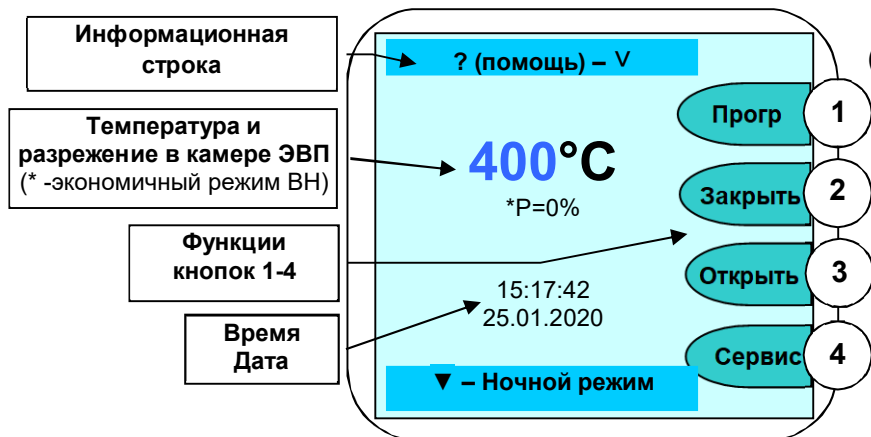 Информационная
строка
Температура и
разрежение в камере ЭВП
(* -экономичный режим ВН)
Функции
кнопок 1-4
Время
Дата
? (помощь) – V
400°C
*P=0%
15:17:42
25.01.2020
▼ – Ночной режим
Прогр 1
Закрыть 2
Открыть 3
Сервис 4